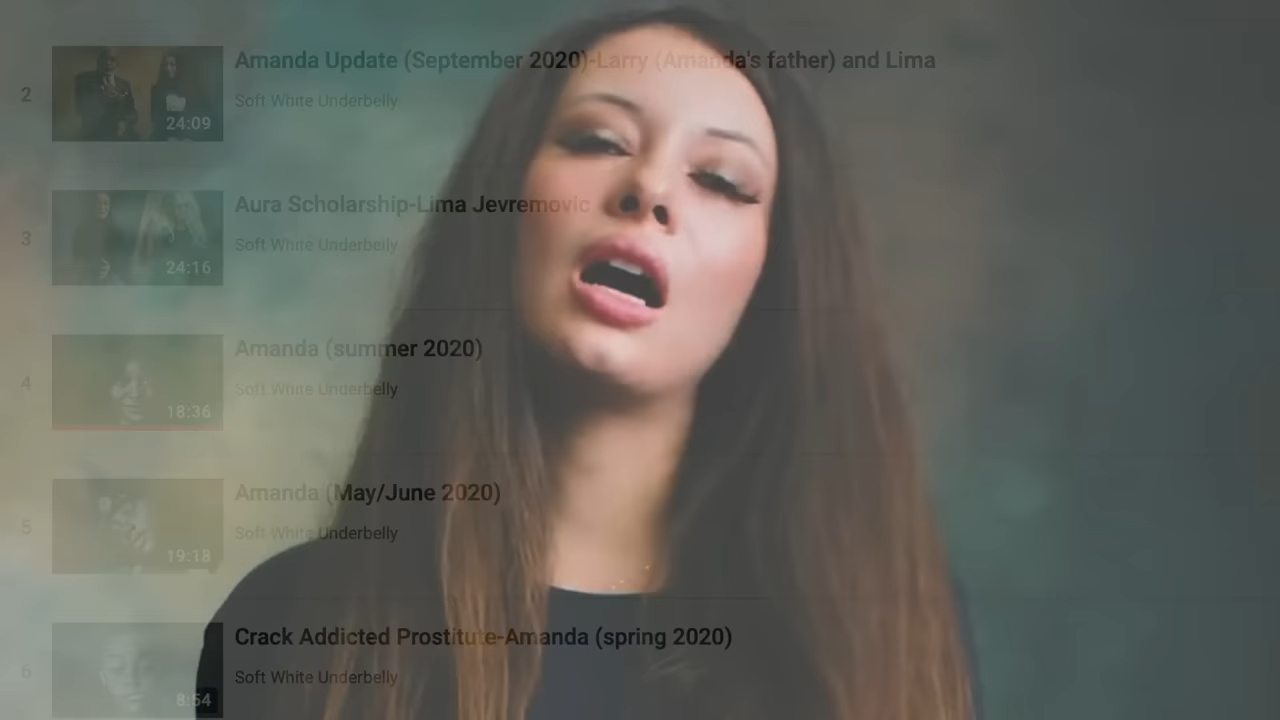 2
Amanda Update (September 2020)-Larry (Amanda's father) and Lima
Soft White Underbelly
24:09
3
Aura Scholarship-Lima Jevremovic
Soft White Underbelly
24:16
4
Amanda (summer 2020)
Soft White Underbelly
18:36
5
Amanda (May/June 2020)
Soft White Underbelly
19:18
6
Crack Addicted Prostitute-Amanda (spring 2020)
Soft White Underbelly
8:54